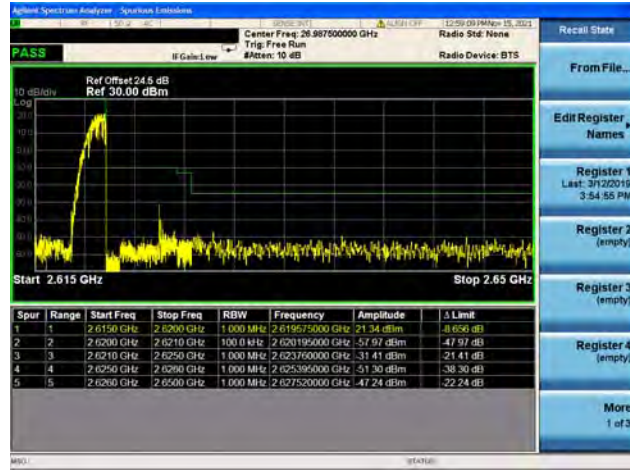 Agilent Spectrum Analyzer - Spurious Emissions
RF 50 Ω AC SENSE:INT ALIGN OFF 12:59:09 PM Nov 15, 2021
Center Freq: 26.987500000 GHz Radio Std: None
Trig: Free Run
PASS IFGain:Low #Atten: 10 dB Radio Device: BTS
Ref Offset 24.5 dB
10 dB/div Ref 30.00 dBm
Log
20.0
10.0
Start 2.615 GHz Stop 2.65 GHz
Spur Range Start Freq Stop Freq RBW Frequency Amplitude Δ Limit
1 1 2.6150 GHz 2.6200 GHz 1.000 MHz 2.619575000 GHz 21.34 dBm -8.656 dB
2 2 2.6200 GHz 2.6210 GHz 100.0 kHz 2.620195000 GHz -57.97 dBm -47.97 dB
3 3 2.6210 GHz 2.6250 GHz 1.000 MHz 2.623760000 GHz -31.41 dBm -21.41 dB
4 4 2.6250 GHz 2.6260 GHz 1.000 MHz 2.625395000 GHz -51.30 dBm -38.30 dB
5 5 2.6260 GHz 2.6500 GHz 1.000 MHz 2.627520000 GHz -47.24 dBm -22.24 dB
MSG STATUS
Recall State
From File...
Edit Register
Names
Register 1
Last: 3/12/2019
3:54:55 PM
Register 2
(empty)
Register 3
(empty)
Register 4
(empty)
More
1 of 3